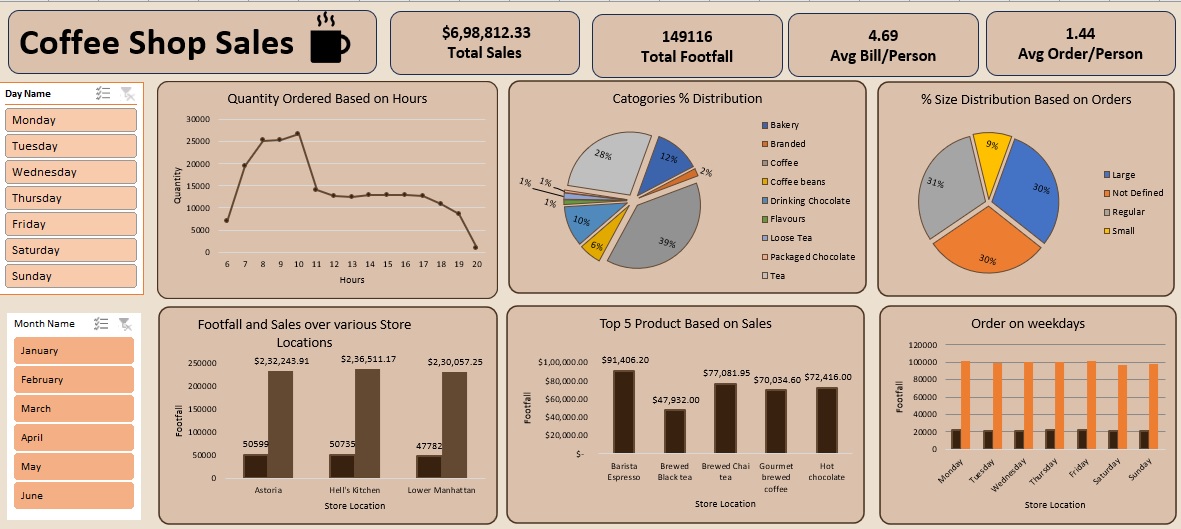 Coffee Shop Sales
$6,98,812.33
Total Sales
149116
Total Footfall
4.69
Avg Bill/Person
1.44
Avg Order/Person
Day Name
Monday
Tuesday
Wednesday
Thursday
Friday
Saturday
Sunday
Month Name
January
February
March
April
May
June
Quantity Ordered Based on Hours
Quantity
30000
25000
20000
15000
10000
5000
0
6 7 8 9 10 11 12 13 14 15 16 17 18 19 20
Hours
Catogories % Distribution
28%
12%
2%
1%
1%
1%
10%
6%
39%
Bakery
Branded
Coffee
Coffee beans
Drinking Chocolate
Flavours
Loose Tea
Packaged Chocolate
Tea
% Size Distribution Based on Orders
9%
31%
30%
30%
Large
Not Defined
Regular
Small
Footfall and Sales over various Store
Locations
Footfall
250000
200000
150000
100000
50000
0
$2,32,243.91
$2,36,511.17
$2,30,057.25
50599
50735
47782
Astoria
Hell's Kitchen
Lower Manhattan
Store Location
Top 5 Product Based on Sales
Footfall
$1,00,000.00
$80,000.00
$60,000.00
$40,000.00
$20,000.00
$-
$91,406.20
$47,932.00
$77,081.95
$70,034.60
$72,416.00
Barista
Espresso
Brewed
Black tea
Brewed Chai
tea
Gourmet
brewed
coffee
Hot
chocolate
Store Location
Order on weekdays
Footfall
120000
100000
80000
60000
40000
20000
0
Monday
Tuesday
Wednesday
Thursday
Friday
Saturday
Sunday
Store Location